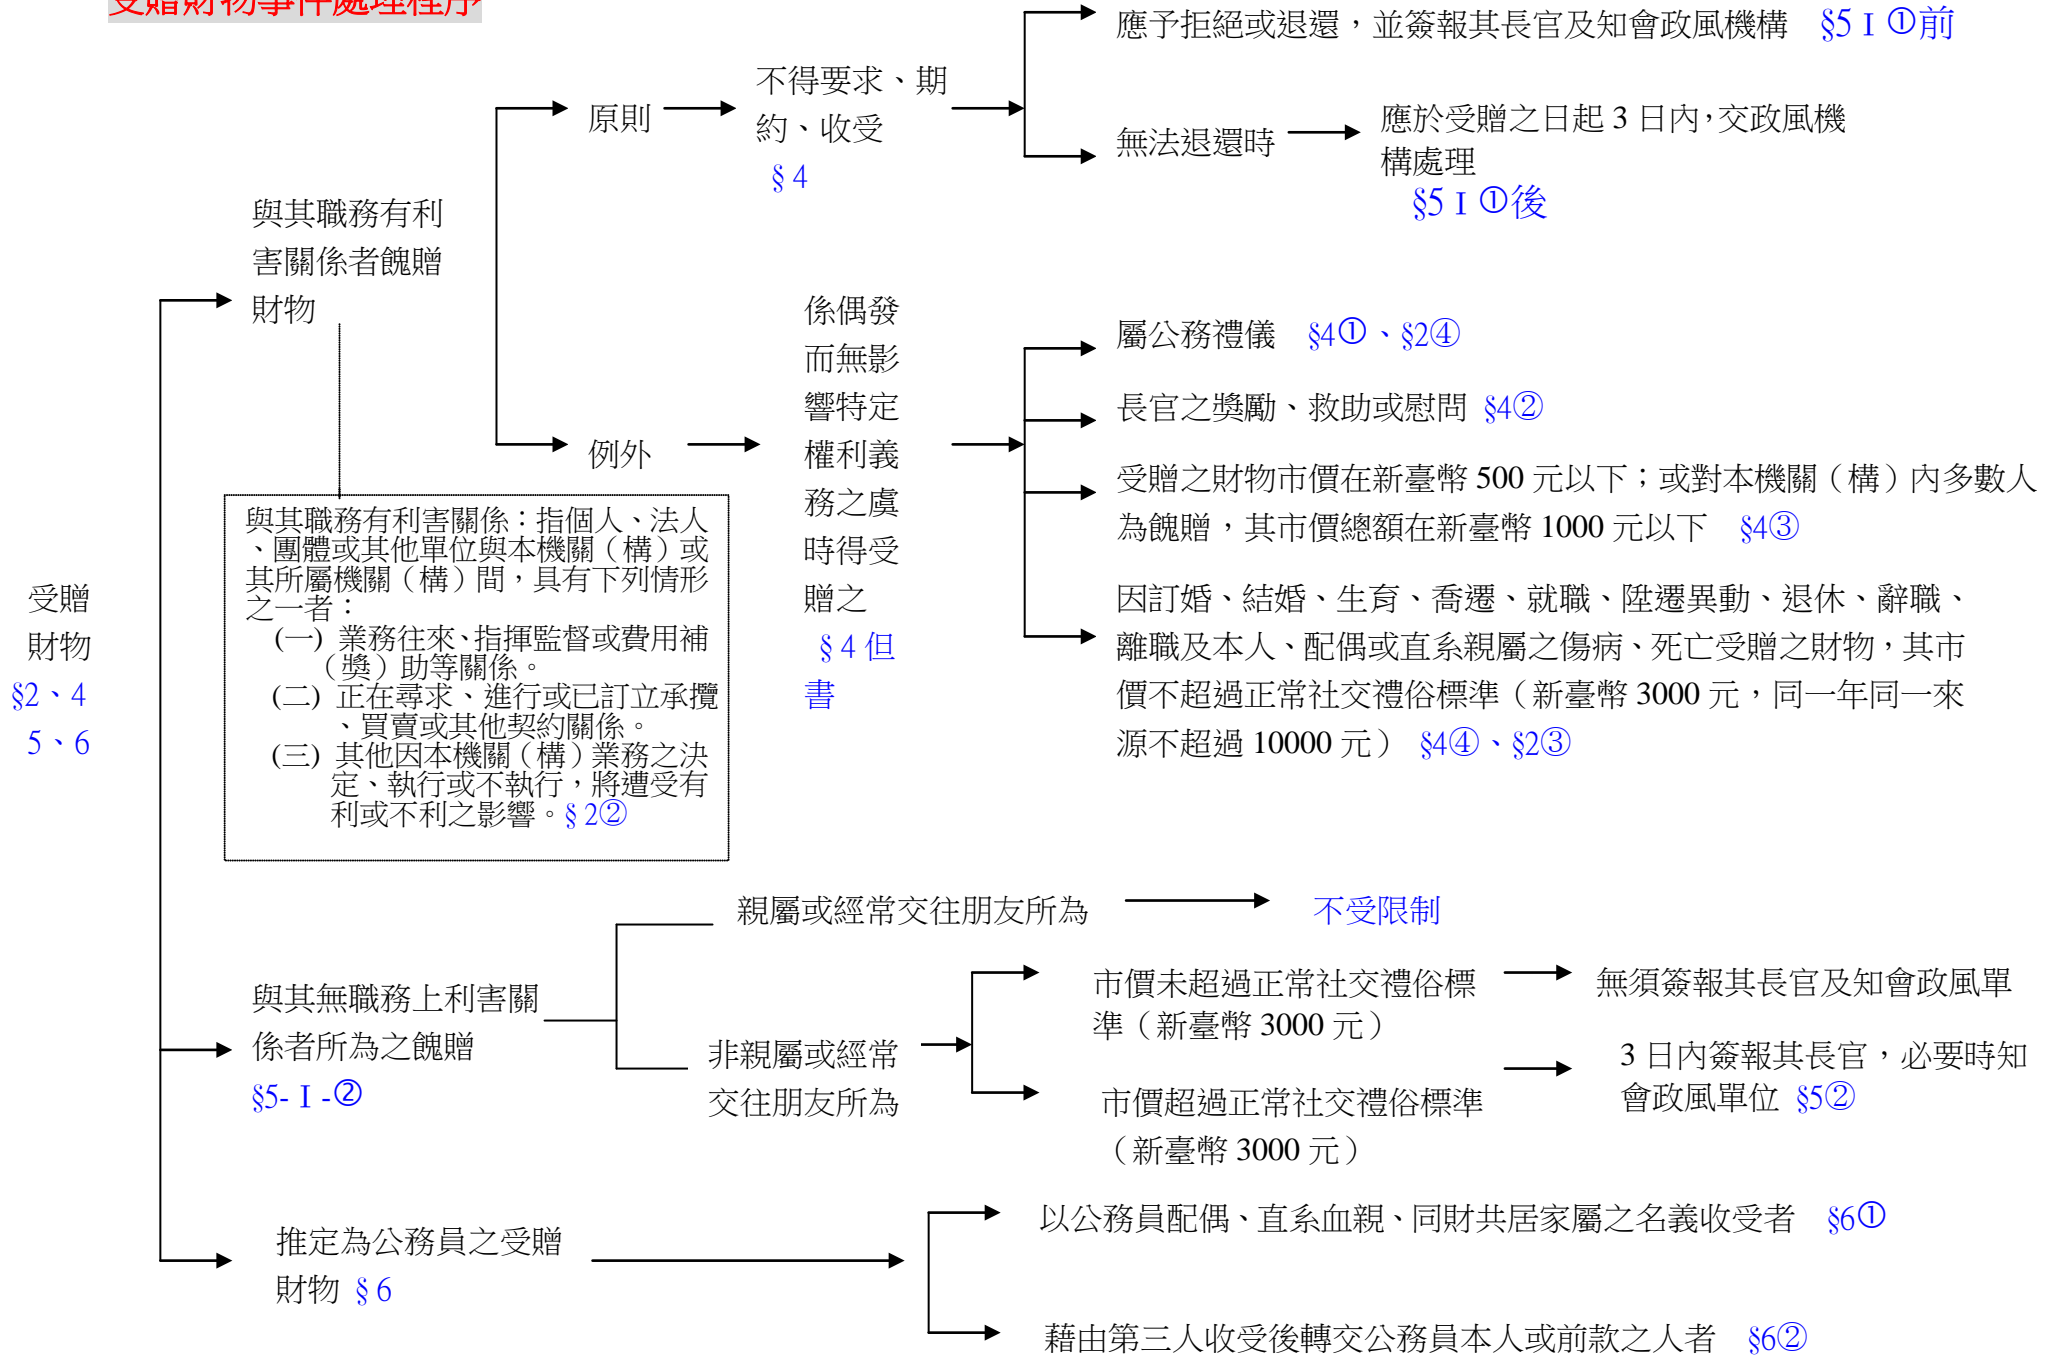 受贈財物事件處理程序
應予拒絕或退還，並簽報其長官及知會政風機構 §5 I ①前
不得要求、期
約、收受
§4
原則
無法退還時
應於受贈之日起 3 日內，交政風機
構處理
§5 I ①後
與其職務有利
害關係者餽贈
財物
係偶發
而無影
響特定
權利義
務之虞
時得受
贈之
§4 但
書
例外
屬公務禮儀 §4①、§2④
長官之獎勵、救助或慰問 §4②
受贈之財物市價在新臺幣 500 元以下；或對本機關（構）內多數人
為餽贈，其市價總額在新臺幣 1000 元以下 §4③
因訂婚、結婚、生育、喬遷、就職、陞遷異動、退休、辭職、
離職及本人、配偶或直系親屬之傷病、死亡受贈之財物，其市
價不超過正常社交禮俗標準（新臺幣 3000 元，同一年同一來
源不超過 10000 元） §4④、§2③
與其職務有利害關係：指個人、法人
、團體或其他單位與本機關（構）或
其所屬機關（構）間，具有下列情形
之一者：
(一) 業務往來、指揮監督或費用補
（獎）助等關係。
(二) 正在尋求、進行或已訂立承攬
、買賣或其他契約關係。
(三) 其他因本機關（構）業務之決
定、執行或不執行，將遭受有
利或不利之影響。§2②
受贈
財物
§2、4
5、6
親屬或經常交往朋友所為
不受限制
與其無職務上利害關
係者所為之餽贈
§5- I -②
非親屬或經常
交往朋友所為
市價未超過正常社交禮俗標
準（新臺幣 3000 元）
無須簽報其長官及知會政風單
市價超過正常社交禮俗標準
（新臺幣 3000 元）
3 日內簽報其長官，必要時知
會政風單位 §5②
推定為公務員之受贈
財物 §6
以公務員配偶、直系血親、同財共居家屬之名義收受者 §6①
藉由第三人收受後轉交公務員本人或前款之人者 §6②